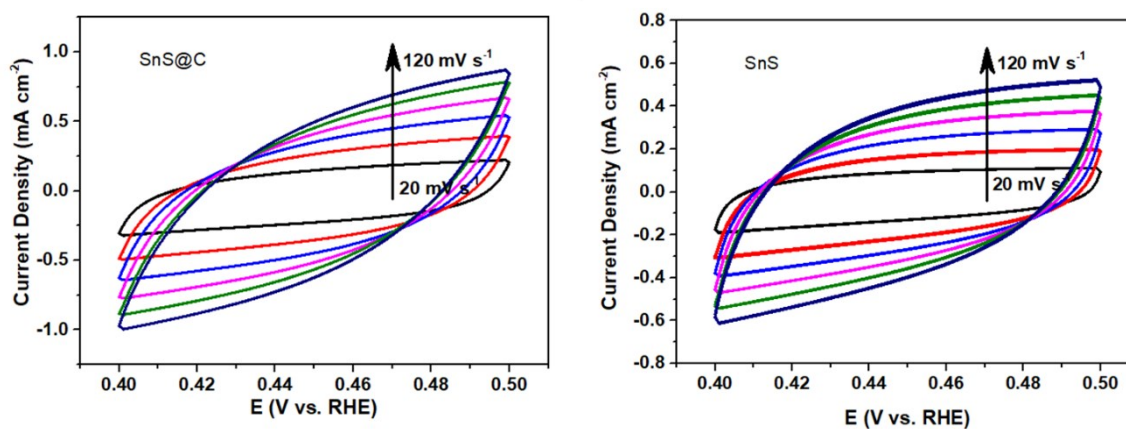 SnS@C
120 mV s⁻¹
20 mV s⁻¹
Current Density (mA cm⁻²)
1.0
0.5
0.0
-0.5
-1.0
0.40 0.42 0.44 0.46 0.48 0.50
E (V vs. RHE)
SnS
120 mV s⁻¹
20 mV s⁻¹
Current Density (mA cm⁻²)
0.8
0.6
0.4
0.2
0.0
-0.2
-0.4
-0.6
-0.8
0.40 0.42 0.44 0.46 0.48 0.50
E (V vs. RHE)